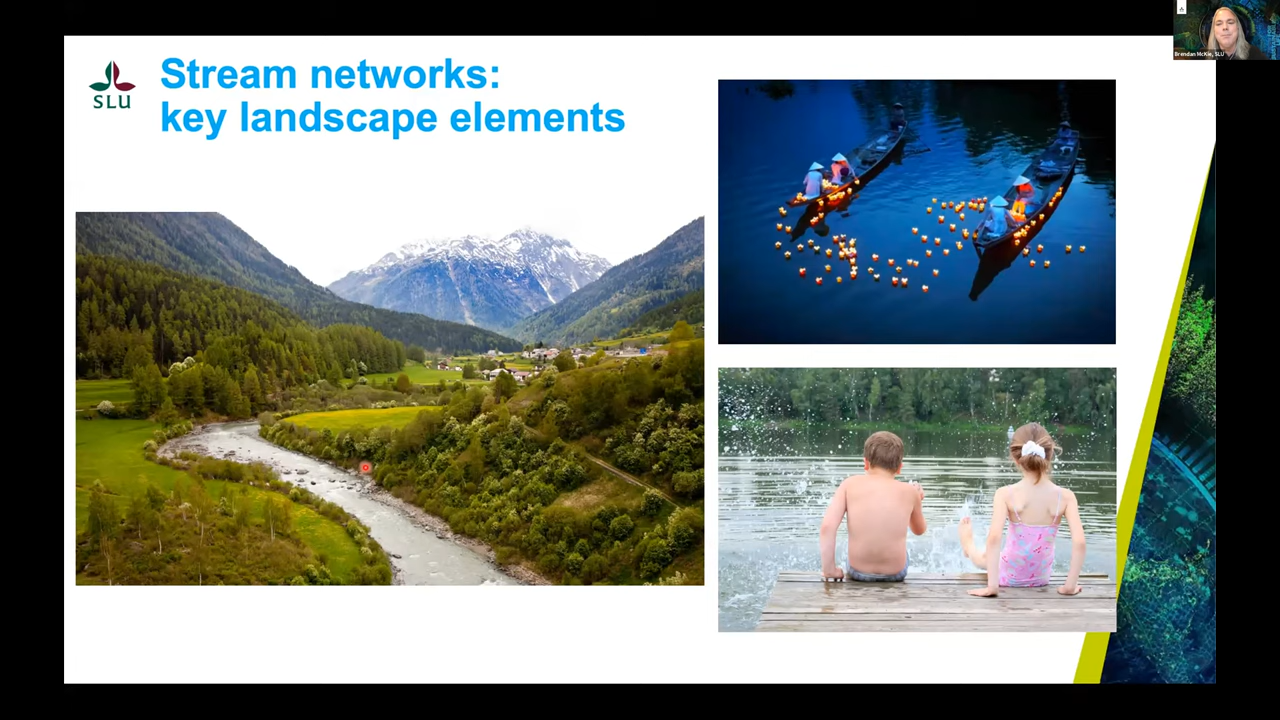 Stream networks:
key landscape elements
SLU
Brendan McKie, SLU